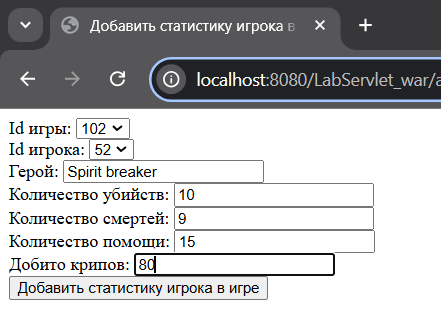 Добавить статистику игрока в
localhost:8080/LabServlet_war/a
Id игры: 102
Id игрока: 52
Герой: Spirit breaker
Количество убийств: 10
Количество смертей: 9
Количество помощи: 15
Добито крипов: 80
Добавить статистику игрока в игре